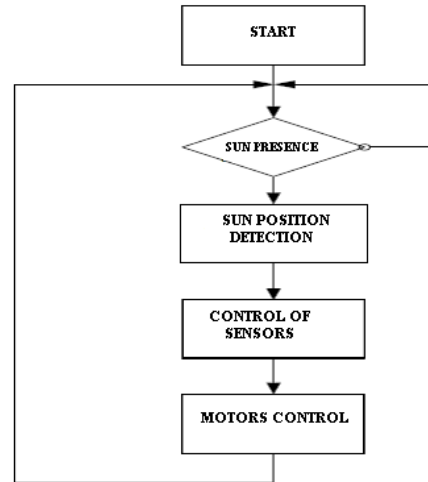 START
SUN PRESENCE
SUN POSITION
DETECTION
CONTROL OF
SENSORS
MOTORS CONTROL